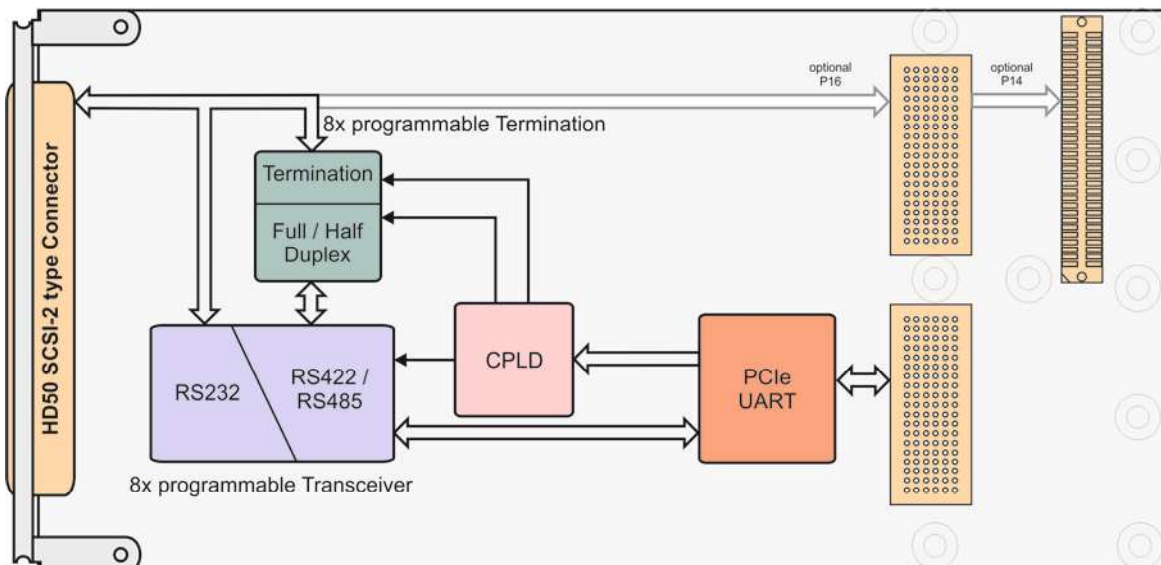 optional
P16
optional
P14
8x programmable Termination
HD50 SCSI-2 type Connector
Termination
Full / Half
Duplex
RS232
RS422 /
RS485
CPLD
PCIe
UART
8x programmable Transceiver